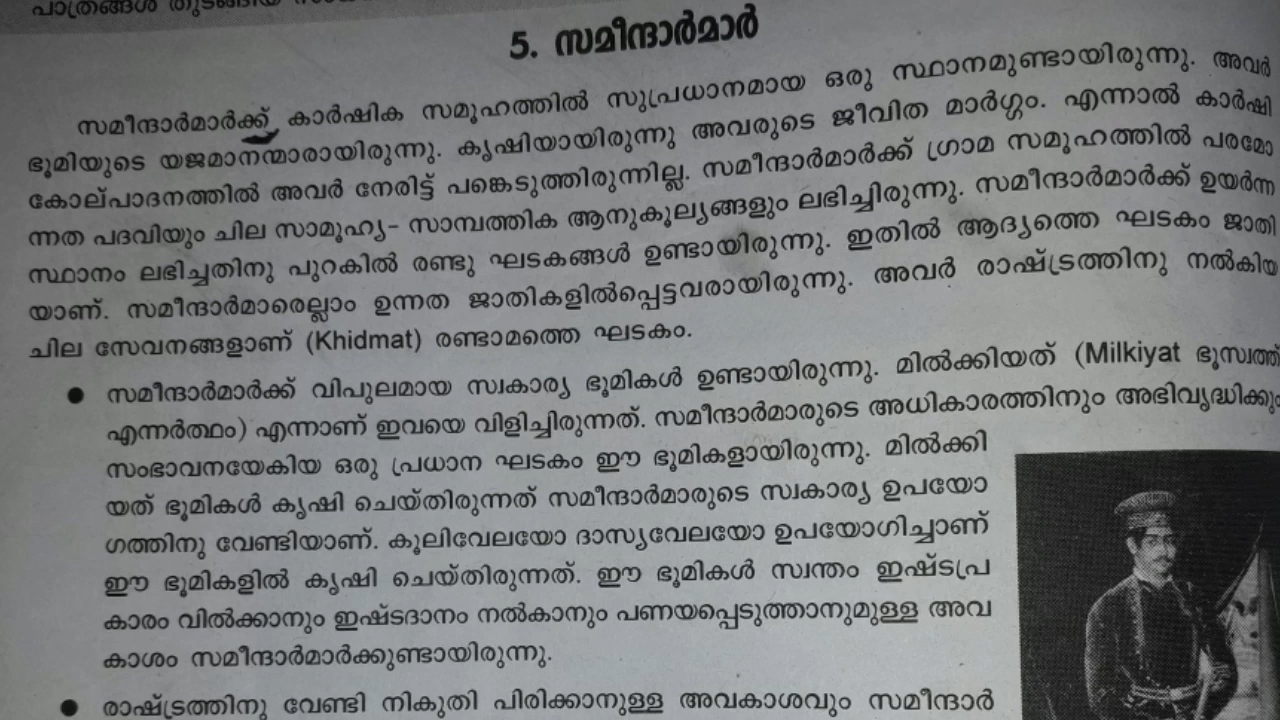 പാത്രങ്ങൾ തുടങ്ങിയ
5. സമീന്ദാർമാർ
സമീന്ദാർമാർക്ക് കാർഷിക സമൂഹത്തിൽ സുപ്രധാനമായ ഒരു സ്ഥാനമുണ്ടായിരുന്നു. അവർ
ഭൂമിയുടെ യജമാനന്മാരായിരുന്നു. കൃഷിയായിരുന്നു അവരുടെ ജീവിത മാർഗ്ഗം. എന്നാൽ കാർഷി
കോല്പാദനത്തിൽ അവർ നേരിട്ട് പങ്കെടുത്തിരുന്നില്ല. സമീന്ദാർമാർക്ക് ഗ്രാമ സമൂഹത്തിൽ പരമോ
ന്നത പദവിയും ചില സാമൂഹ്യ- സാമ്പത്തിക ആനുകൂല്യങ്ങളും ലഭിച്ചിരുന്നു. സമീന്ദാർമാർക്ക് ഉയർന്ന
സ്ഥാനം ലഭിച്ചതിനു പുറകിൽ രണ്ടു ഘടകങ്ങൾ ഉണ്ടായിരുന്നു. ഇതിൽ ആദ്യത്തെ ഘടകം ജാതി
യാണ്. സമീന്ദാർമാരെല്ലാം ഉന്നത ജാതികളിൽപ്പെട്ടവരായിരുന്നു. അവർ രാഷ്ട്രത്തിനു നൽകിയ
ചില സേവനങ്ങളാണ് (Khidmat) രണ്ടാമത്തെ ഘടകം.
● സമീന്ദാർമാർക്ക് വിപുലമായ സ്വകാര്യ ഭൂമികൾ ഉണ്ടായിരുന്നു. മിൽക്കിയത് (Milkiyat ഭൂസ്വത്ത്
എന്നർത്ഥം) എന്നാണ് ഇവയെ വിളിച്ചിരുന്നത്. സമീന്ദാർമാരുടെ അധികാരത്തിനും അഭിവൃദ്ധിക്കും
സംഭാവനയേകിയ ഒരു പ്രധാന ഘടകം ഈ ഭൂമികളായിരുന്നു. മിൽക്കി
യത് ഭൂമികൾ കൃഷി ചെയ്തിരുന്നത് സമീന്ദാർമാരുടെ സ്വകാര്യ ഉപയോ
ഗത്തിനു വേണ്ടിയാണ്. കൂലിവേലയോ ദാസ്യവേലയോ ഉപയോഗിച്ചാണ്
ഈ ഭൂമികളിൽ കൃഷി ചെയ്തിരുന്നത്. ഈ ഭൂമികൾ സ്വന്തം ഇഷ്ടപ്ര
കാരം വിൽക്കാനും ഇഷ്ടദാനം നൽകാനും പണയപ്പെടുത്താനുമുള്ള അവ
കാശം സമീന്ദാർമാർക്കുണ്ടായിരുന്നു.
● രാഷ്ട്രത്തിനു വേണ്ടി നികുതി പിരിക്കാനുള്ള അവകാശവും സമീന്ദാർ